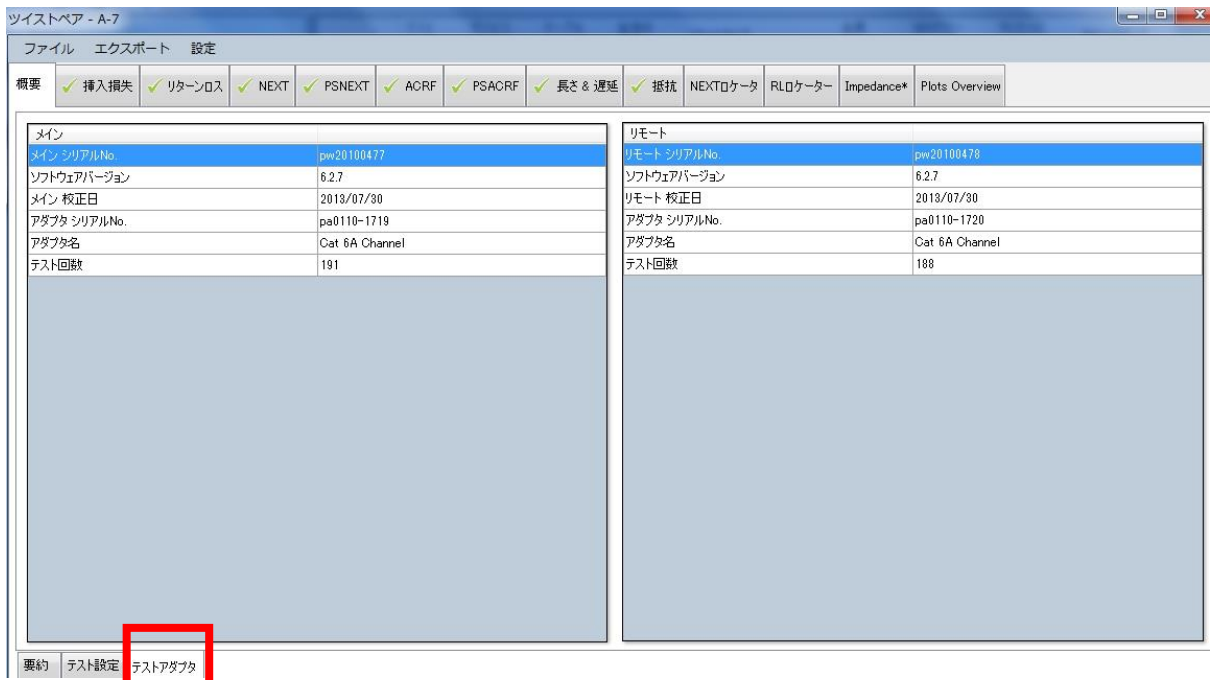 ツイストペア - A-7
ファイル エクスポート 設定
概要 挿入損失 リターンロス NEXT PSNEXT ACRF PSACRF 長さ & 遅延 抵抗 NEXTロケータ RLロケーター Impedance* Plots Overview
メイン
メイン シリアルNo. pw20100477
ソフトウェアバージョン 6.2.7
メイン 校正日 2013/07/30
アダプタ シリアルNo. pa0110-1719
アダプタ名 Cat 6A Channel
テスト回数 191
リモート
リモート シリアルNo. pw20100478
ソフトウェアバージョン 6.2.7
リモート 校正日 2013/07/30
アダプタ シリアルNo. pa0110-1720
アダプタ名 Cat 6A Channel
テスト回数 188
要約 テスト設定 テストアダプタ